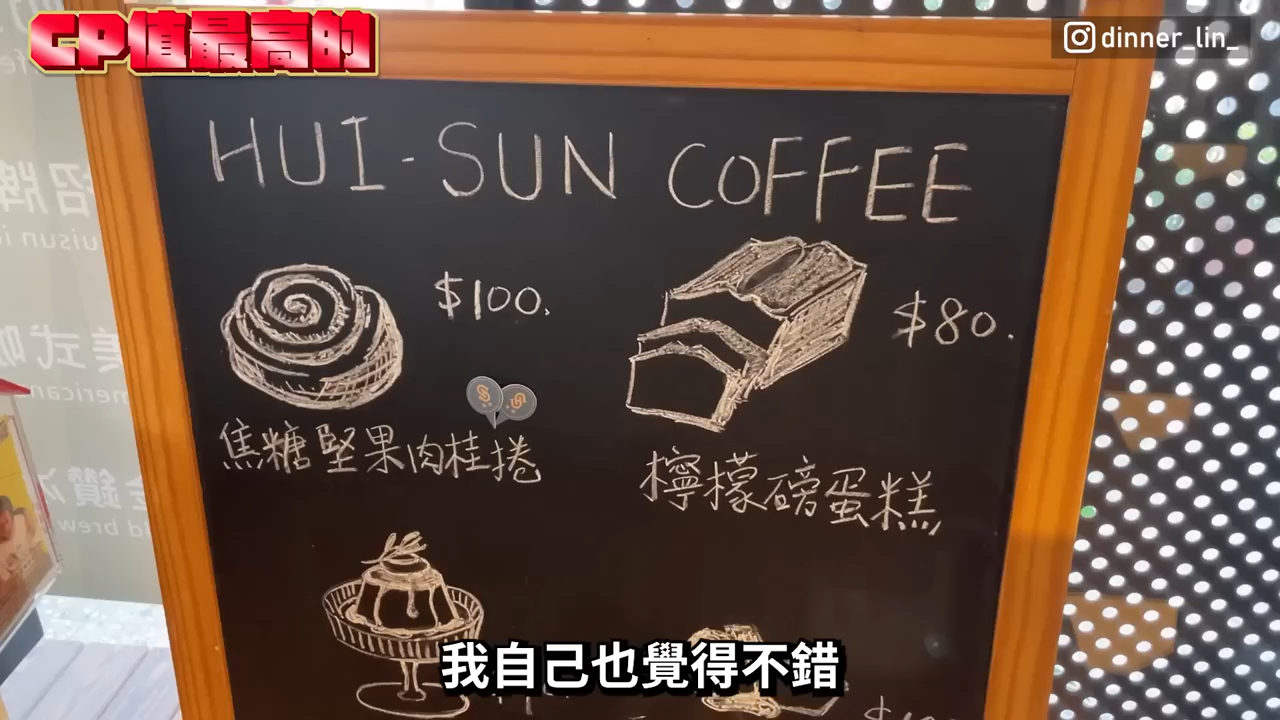 CP值最高的
dinner_lin_
HUI-SUN COFFEE
$100.
$80.
焦糖堅果肉桂捲
檸檬磅蛋糕
我自己也覺得不錯